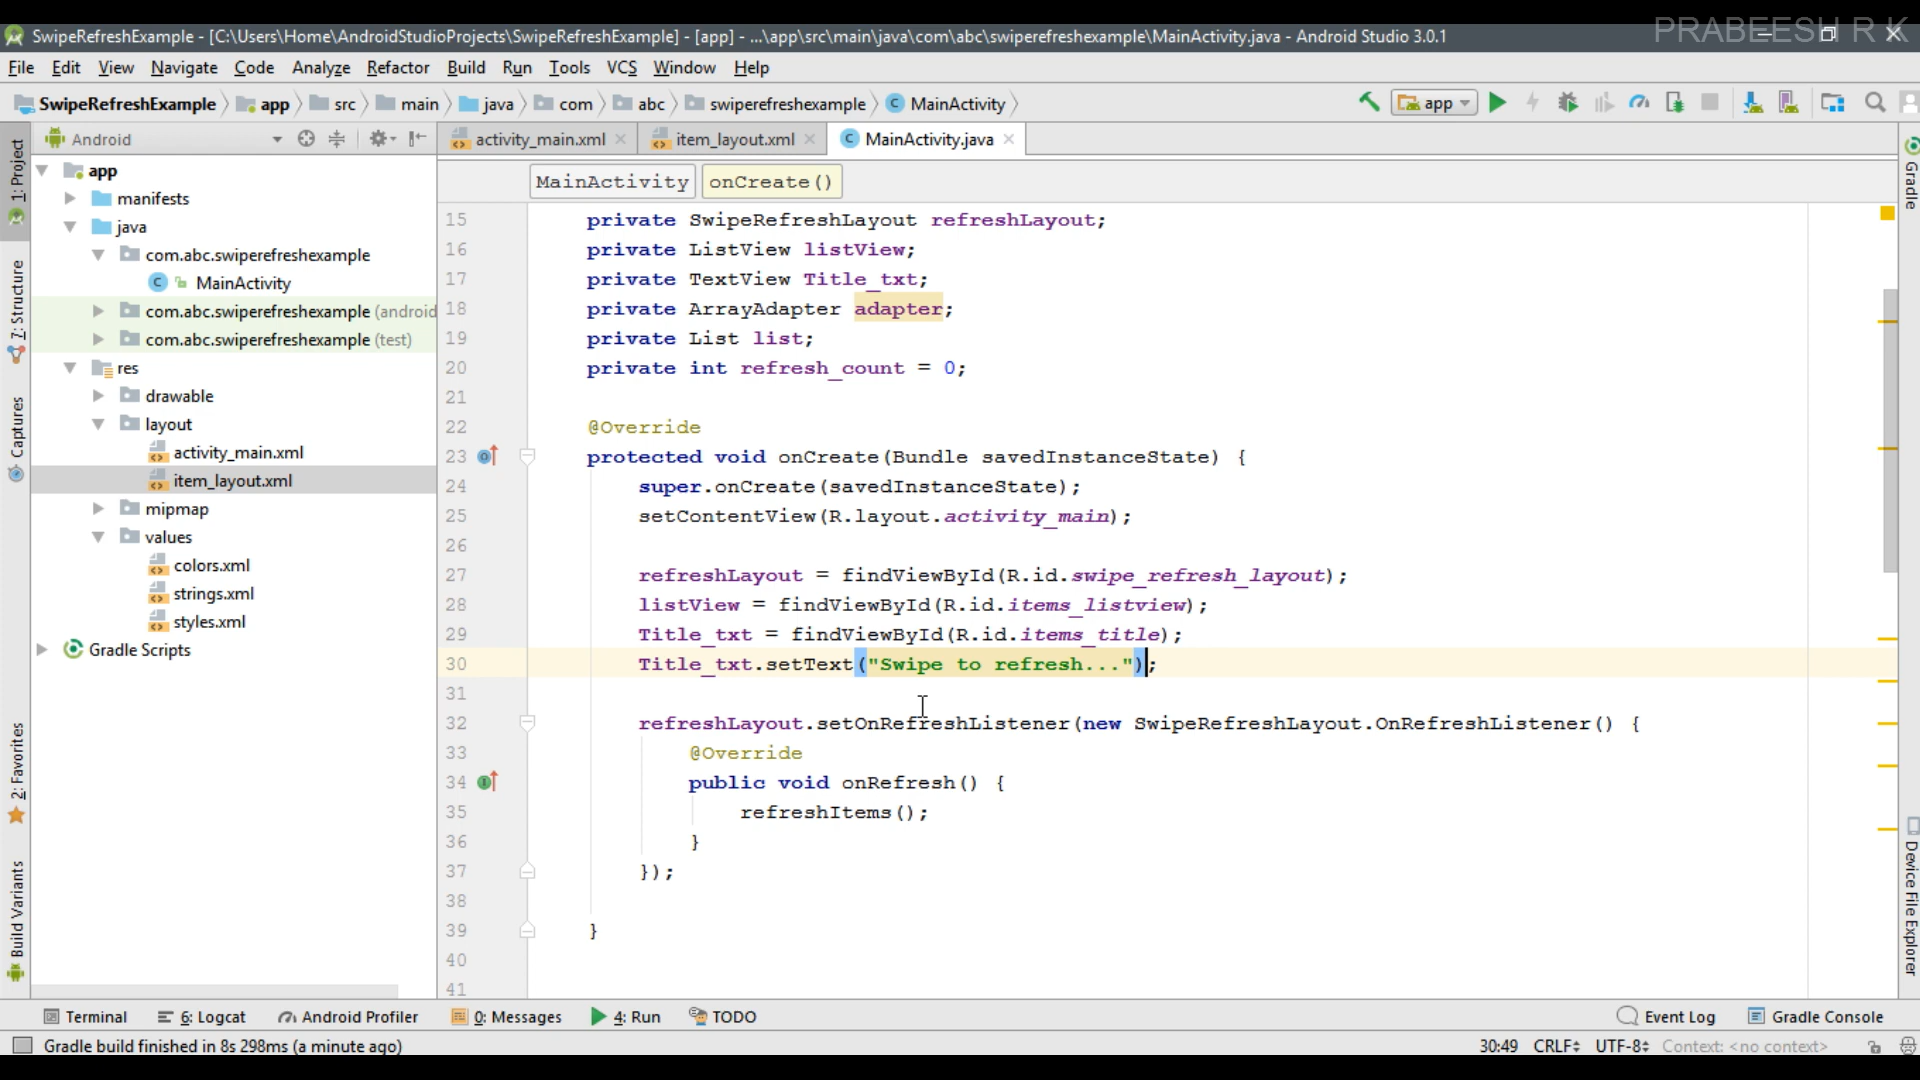 PRABEESH R K
SwipeRefreshExample - [C:\Users\Home\AndroidStudioProjects\SwipeRefreshExample] - [app] - ...\app\src\main\java\com\abc\swiperefreshexample\MainActivity.java - Android Studio 3.0.1
File Edit View Navigate Code Analyze Refactor Build Run Tools VCS Window Help
SwipeRefreshExample app src main java com abc swiperefreshexample MainActivity app
Android
activity_main.xml item_layout.xml MainActivity.java
1: Project
7: Structure
Captures
2: Favorites
Build Variants
app
manifests
java
com.abc.swiperefreshexample
MainActivity
com.abc.swiperefreshexample (android
com.abc.swiperefreshexample (test)
res
drawable
layout
activity_main.xml
item_layout.xml
mipmap
values
colors.xml
strings.xml
styles.xml
Gradle Scripts
MainActivity onCreate()
15 private SwipeRefreshLayout refreshLayout;
16 private ListView listView;
17 private TextView Title_txt;
18 private ArrayAdapter adapter;
19 private List list;
20 private int refresh_count = 0;
21
22 @Override
23 protected void onCreate(Bundle savedInstanceState) {
24 super.onCreate(savedInstanceState);
25 setContentView(R.layout.activity_main);
26
27 refreshLayout = findViewById(R.id.swipe_refresh_layout);
28 listView = findViewById(R.id.items_listview);
29 Title_txt = findViewById(R.id.items_title);
30 Title_txt.setText("Swipe to refresh...");
31
32 refreshLayout.setOnRefreshListener(new SwipeRefreshLayout.OnRefreshListener() {
33 @Override
34 public void onRefresh() {
35 refreshItems();
36 }
37 });
38
39 }
40
41
Gradle
Device File Explorer
Terminal 6: Logcat Android Profiler 0: Messages 4: Run TODO Event Log Gradle Console
Gradle build finished in 8s 298ms (a minute ago) 30:49 CRLF UTF-8 Context: <no context>